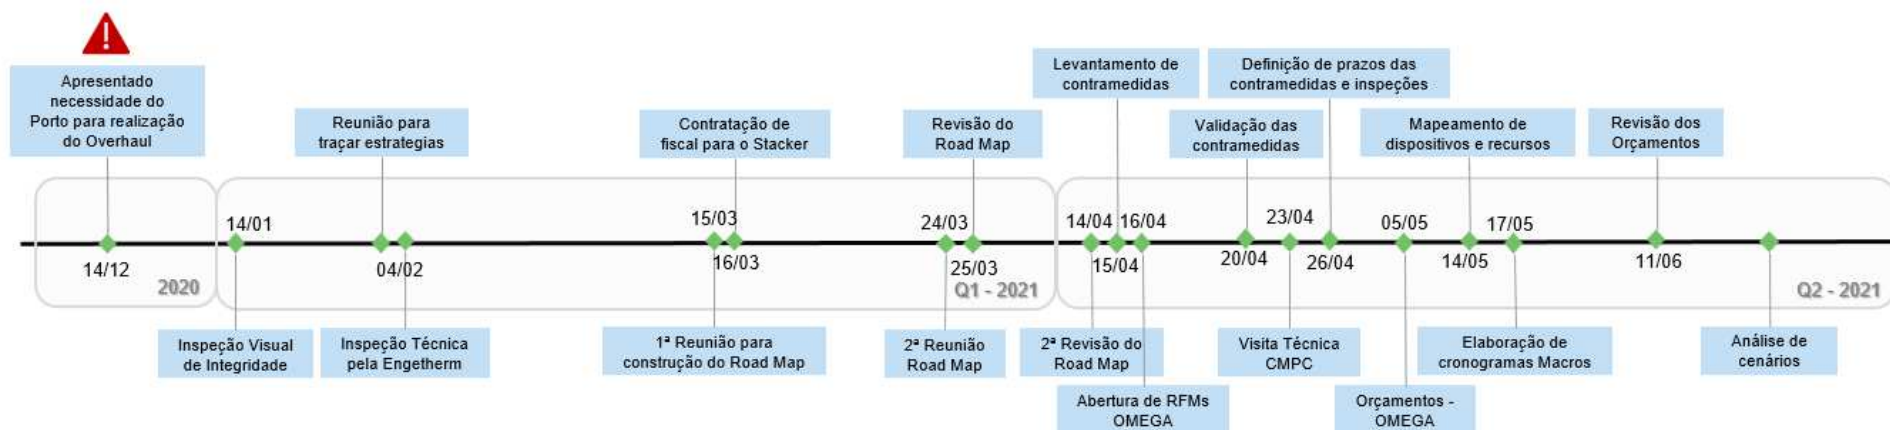 !
Apresentado
necessidade do
Porto para realização
do Overhaul
Reunião para
traçar estrategias
Contratação de
fiscal para o Stacker
Revisão do
Road Map
Levantamento de
contramedidas
Definição de prazos das
contramedidas e inspeções
Validação das
contramedidas
Mapeamento de
dispositivos e recursos
Revisão dos
Orçamentos
14/12
2020
14/01
04/02
15/03
16/03
24/03
25/03
Q1 - 2021
14/04
15/04
16/04
20/04
23/04
26/04
05/05
14/05
17/05
11/06
Q2 - 2021
Inspeção Visual
de Integridade
Inspeção Técnica
pela Engetherm
1ª Reunião para
construção do Road Map
2ª Reunião
Road Map
2ª Revisão do
Road Map
Abertura de RFMs
OMEGA
Visita Técnica
CMPC
Orçamentos -
OMEGA
Elaboração de
cronogramas Macros
Análise de
cenários